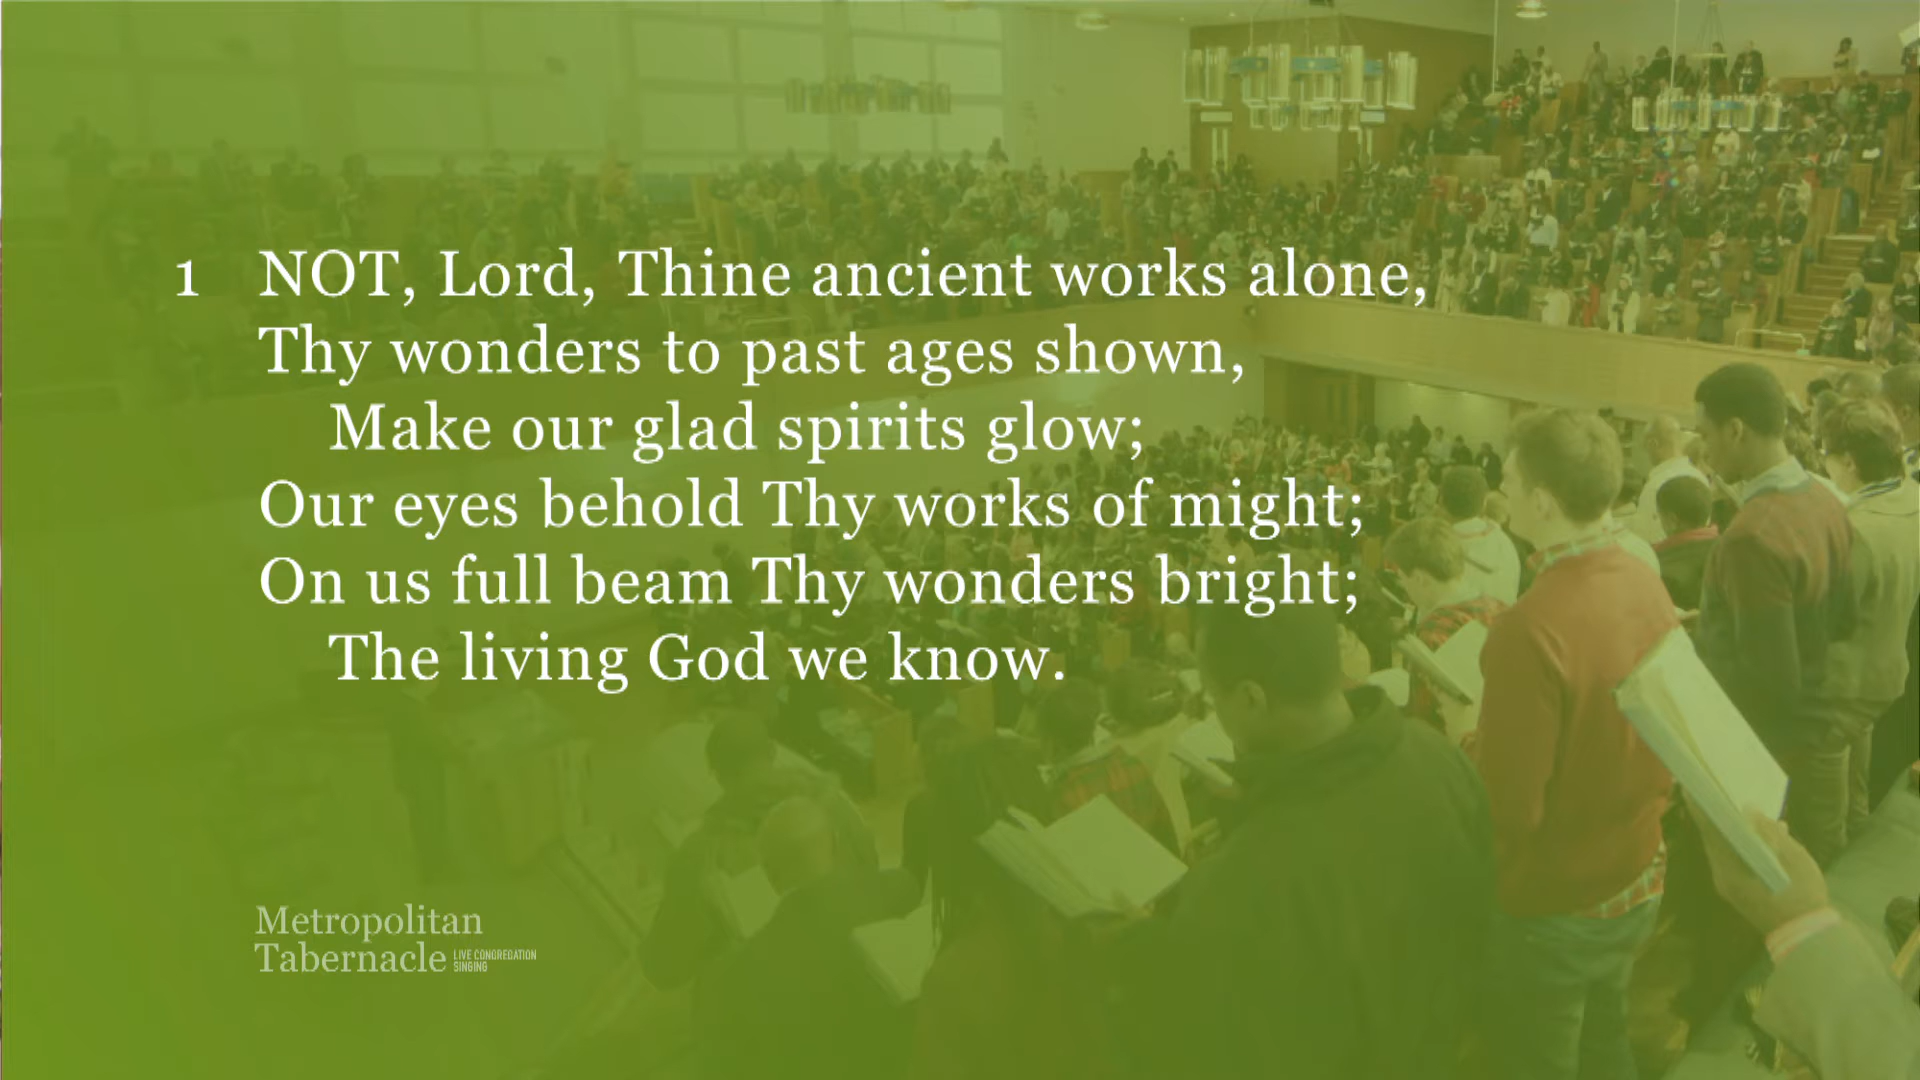 1 NOT, Lord, Thine ancient works alone,
Thy wonders to past ages shown,
Make our glad spirits glow;
Our eyes behold Thy works of might;
On us full beam Thy wonders bright;
The living God we know.
Metropolitan
Tabernacle LIVE CONGREGATION
SINGING